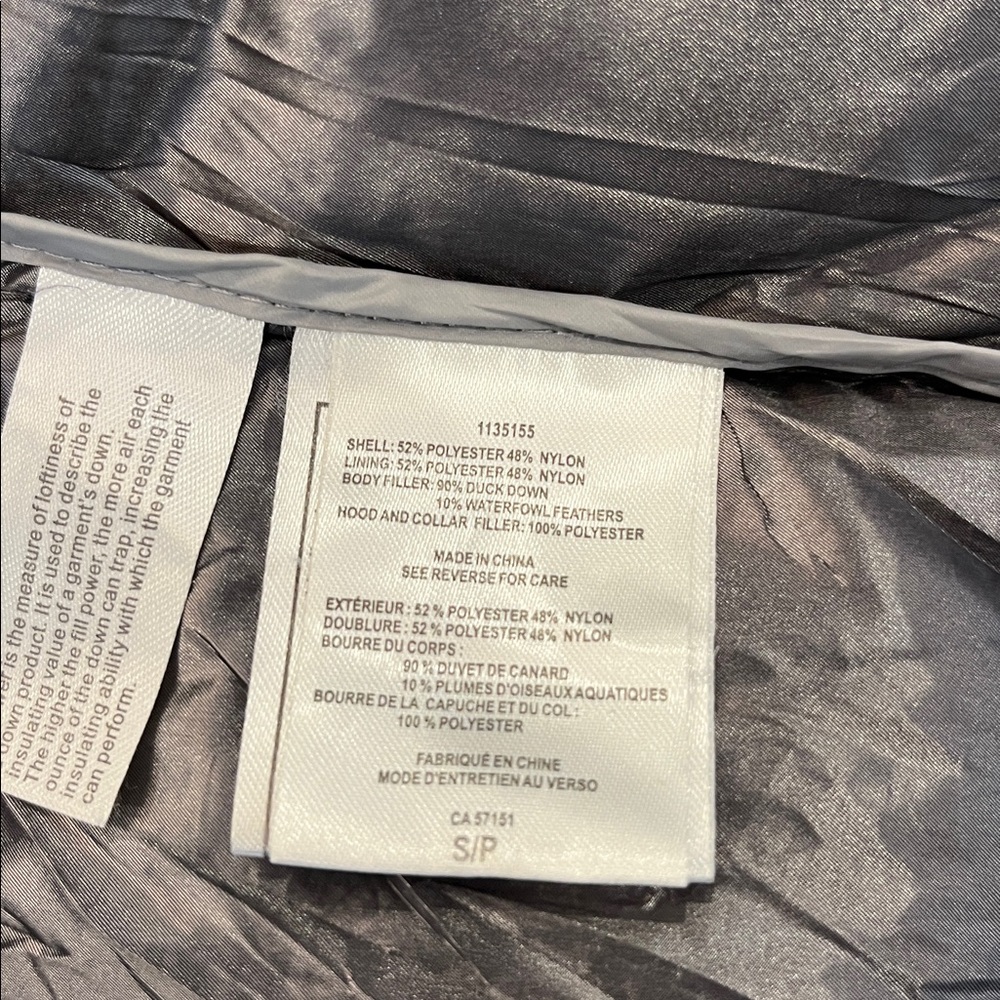 er is the measure of loftiness of
down product. It is used to describe the
insulating value of a garment's down.
The higher the fill power, the more air each
ounce of the down can trap, increasing the
insulating ability with which the garment
can perform.
1135155
SHELL: 52% POLYESTER 48% NYLON
LINING: 52% POLYESTER 48% NYLON
BODY FILLER: 90% DUCK DOWN
10% WATERFOWL FEATHERS
HOOD AND COLLAR FILLER: 100% POLYESTER
MADE IN CHINA
SEE REVERSE FOR CARE
EXTÉRIEUR : 52 % POLYESTER 48% NYLON
DOUBLURE : 52 % POLYESTER 48% NYLON
BOURRE DU CORPS :
90 % DUVET DE CANARD
10 % PLUMES D'OISEAUX AQUATIQUES
BOURRE DE LA CAPUCHE ET DU COL :
100 % POLYESTER
FABRIQUÉ EN CHINE
MODE D'ENTRETIEN AU VERSO
CA 57151
S/P